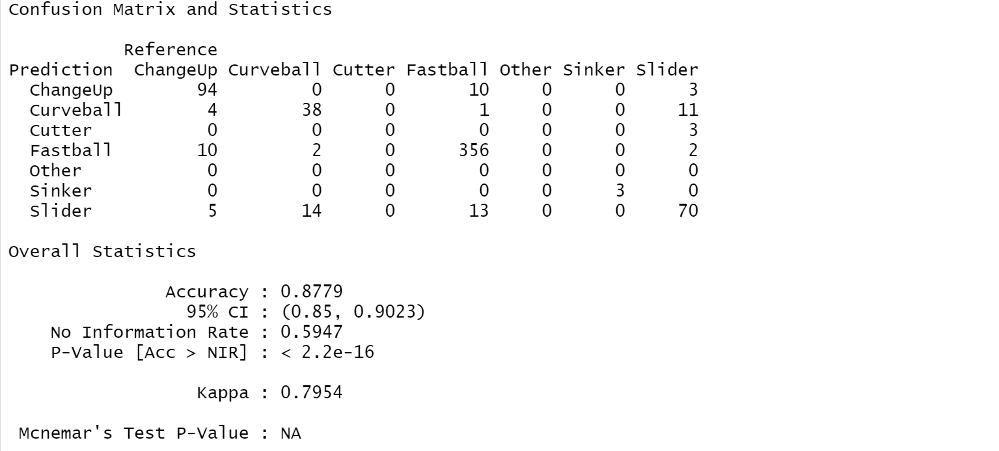 Confusion Matrix and Statistics
Reference
Prediction ChangeUp Curveball Cutter Fastball Other Sinker Slider
ChangeUp 94 0 0 10 0 0 3
Curveball 4 38 0 1 0 0 11
Cutter 0 0 0 0 0 0 3
Fastball 10 2 0 356 0 0 2
Other 0 0 0 0 0 0 0
Sinker 0 0 0 0 0 3 0
Slider 5 14 0 13 0 0 70
Overall Statistics
Accuracy : 0.8779
95% CI : (0.85, 0.9023)
No Information Rate : 0.5947
P-Value [Acc > NIR] : < 2.2e-16
Kappa : 0.7954
Mcnemar's Test P-Value : NA